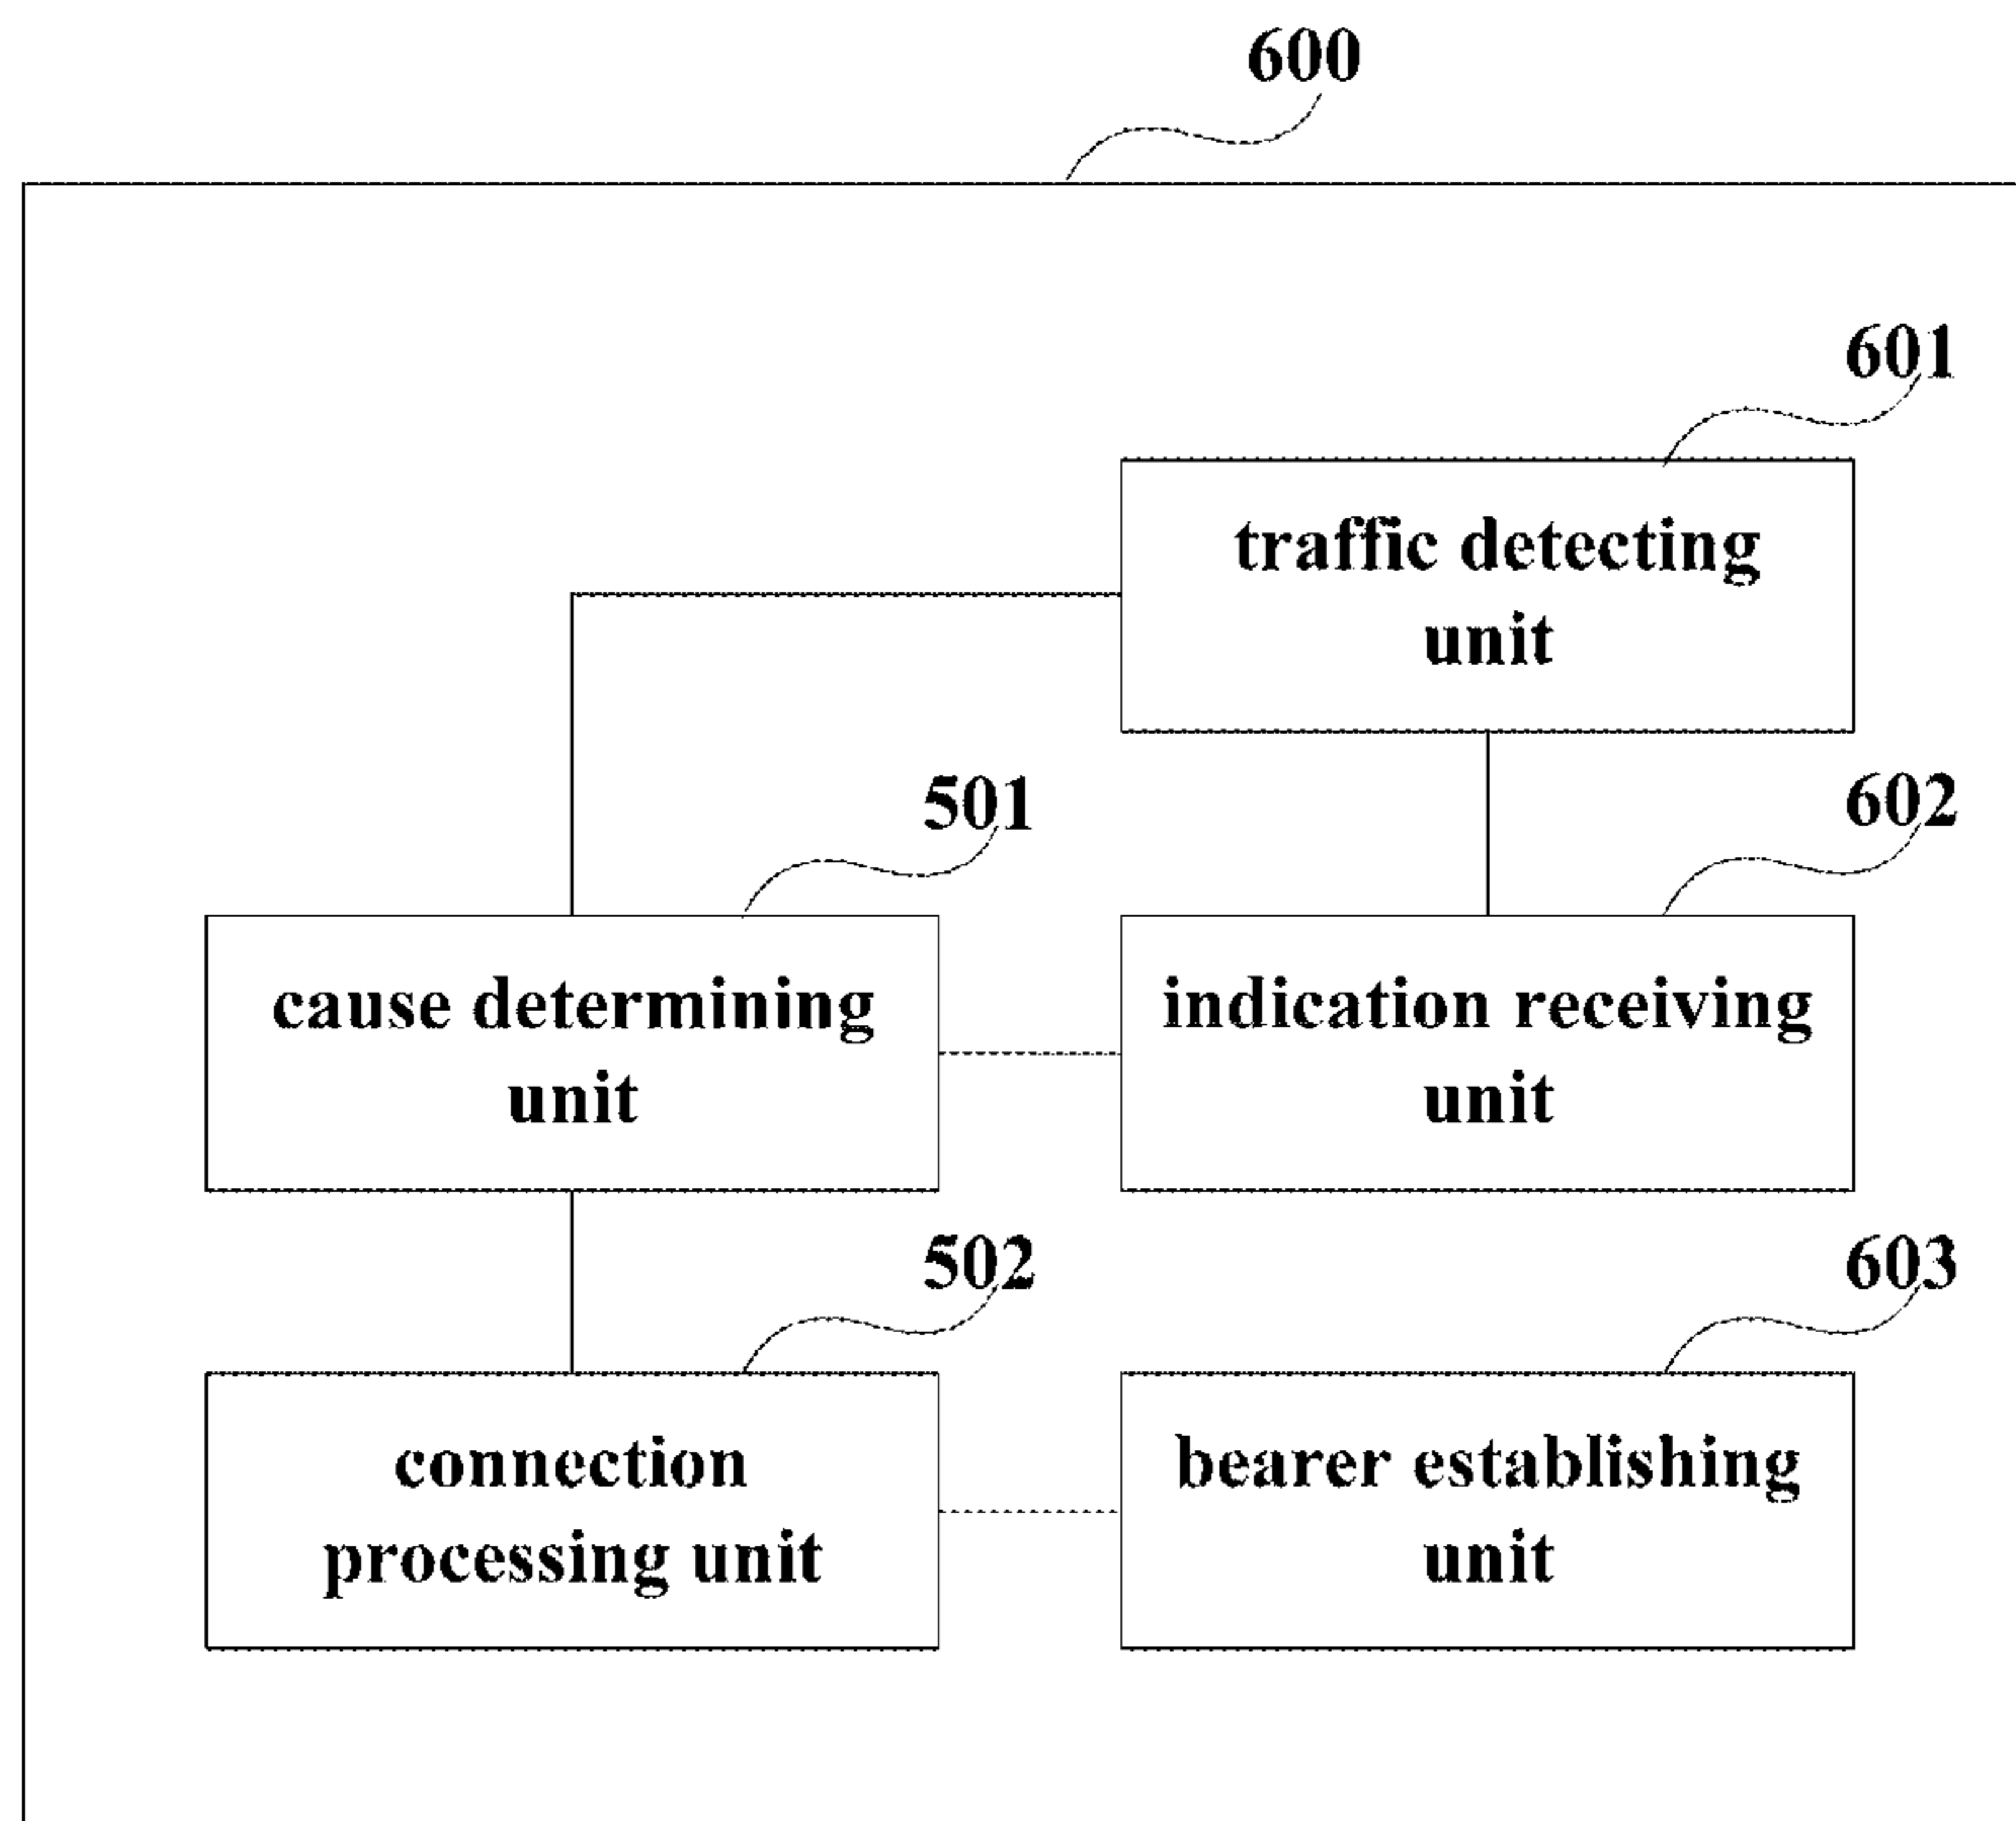 600
601
traffic detecting
unit
501
602
cause determining
unit
indication receiving
unit
502
603
connection
processing unit
bearer establishing
unit